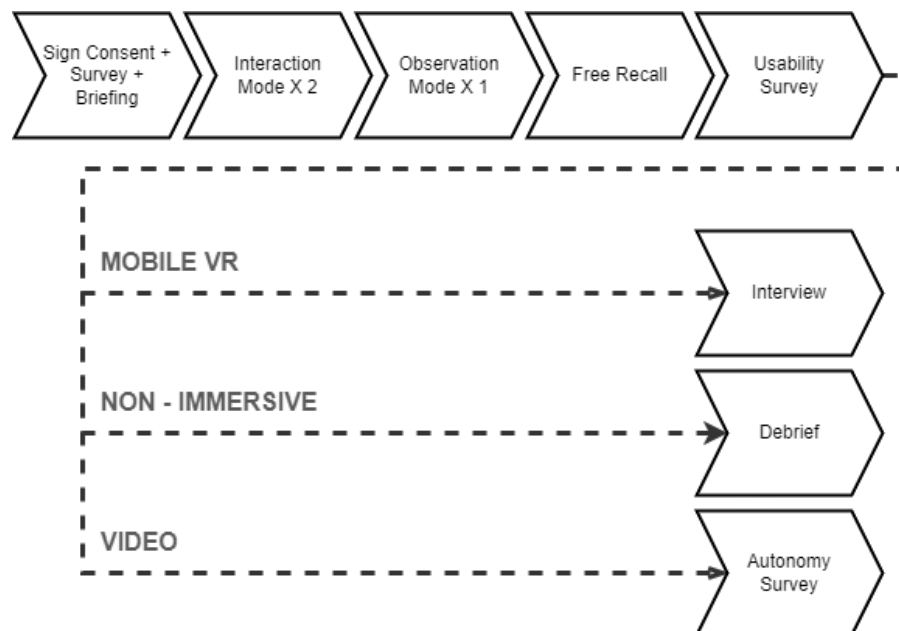 Sign Consent +
Survey +
Briefing
Interaction
Mode X 2
Observation
Mode X 1
Free Recall
Usability
Survey
MOBILE VR
Interview
NON - IMMERSIVE
Debrief
VIDEO
Autonomy
Survey